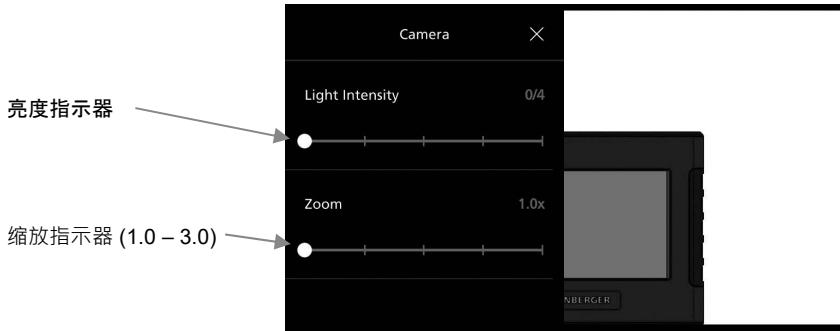 Camera
亮度指示器
Light Intensity 0/4
Zoom 1.0x
缩放指示器 (1.0 – 3.0)
NBERGER